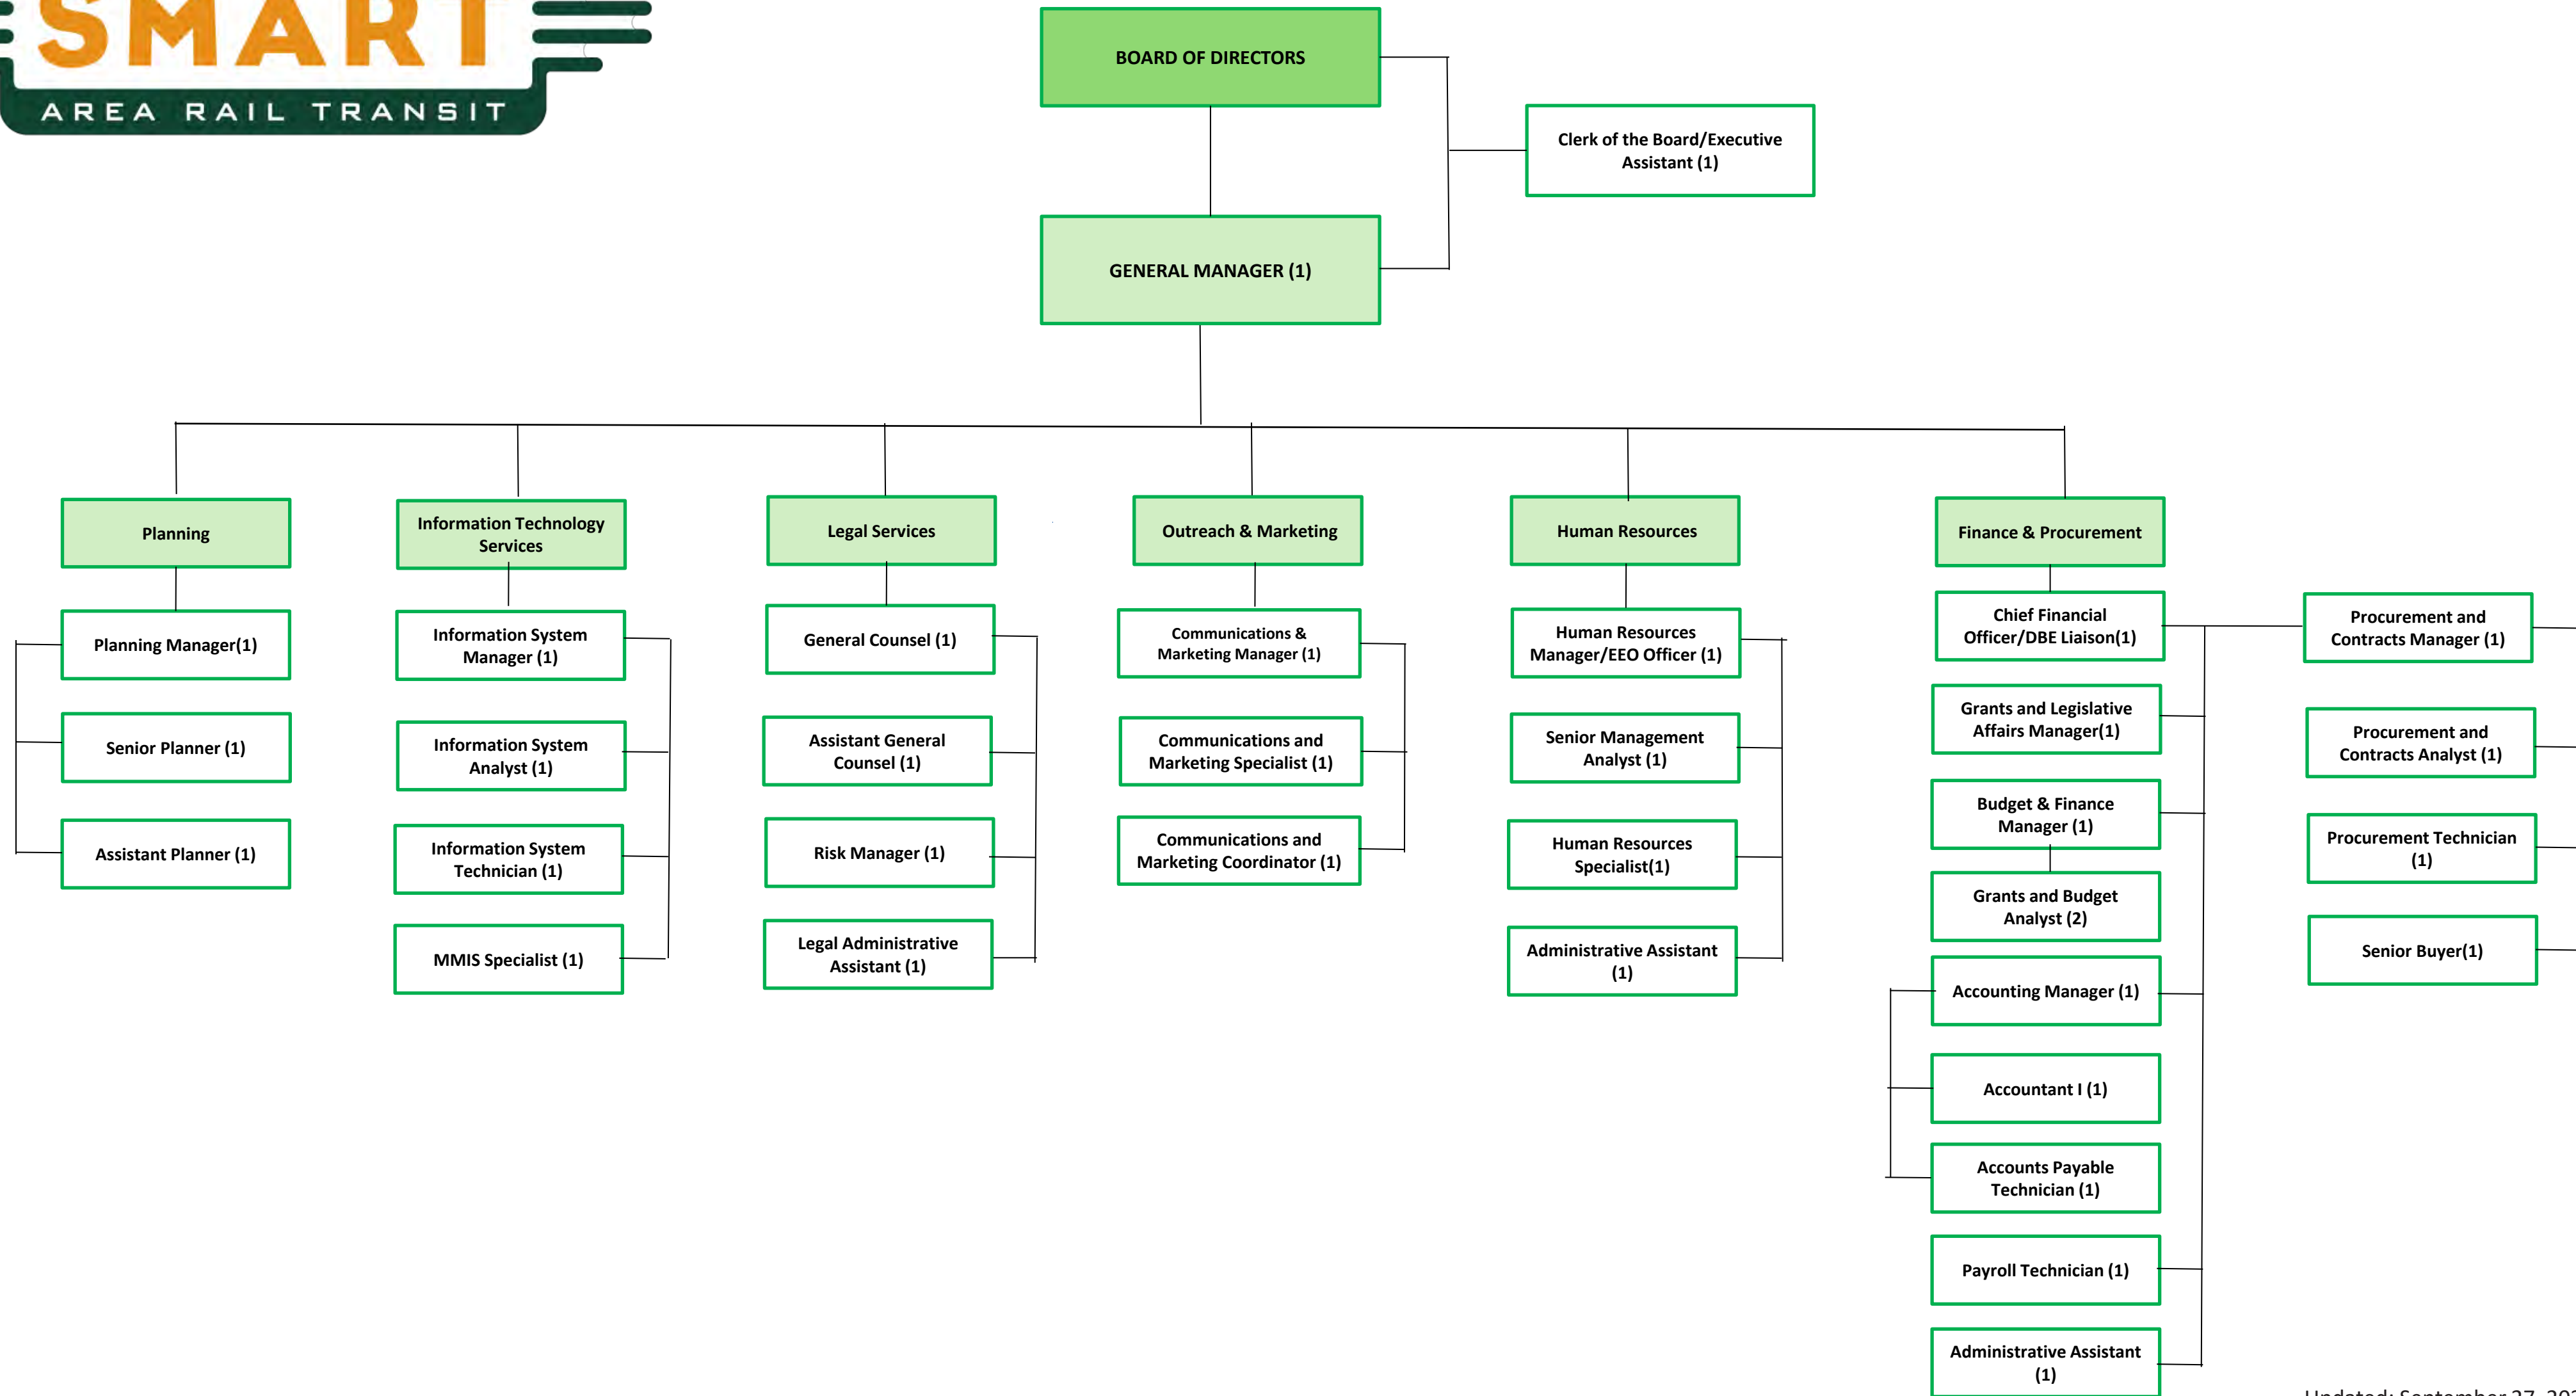 SMART
AREA RAIL TRANSIT
BOARD OF DIRECTORS
Clerk of the Board/Executive
Assistant (1)
GENERAL MANAGER (1)
Planning
Planning Manager(1)
Senior Planner (1)
Assistant Planner (1)
Information Technology
Services
Information System
Manager (1)
Information System
Analyst (1)
Information System
Technician (1)
MMIS Specialist (1)
Legal Services
General Counsel (1)
Assistant General
Counsel (1)
Risk Manager (1)
Legal Administrative
Assistant (1)
Outreach & Marketing
Communications &
Marketing Manager (1)
Communications and
Marketing Specialist (1)
Communications and
Marketing Coordinator (1)
Human Resources
Human Resources
Manager/EEO Officer (1)
Senior Management
Analyst (1)
Human Resources
Specialist(1)
Administrative Assistant
(1)
Finance & Procurement
Chief Financial
Officer/DBE Liaison(1)
Grants and Legislative
Affairs Manager(1)
Budget & Finance
Manager (1)
Grants and Budget
Analyst (2)
Accounting Manager (1)
Accountant I (1)
Accounts Payable
Technician (1)
Payroll Technician (1)
Administrative Assistant
(1)
Procurement and
Contracts Manager (1)
Procurement and
Contracts Analyst (1)
Procurement Technician
(1)
Senior Buyer(1)
Updated: September 27,